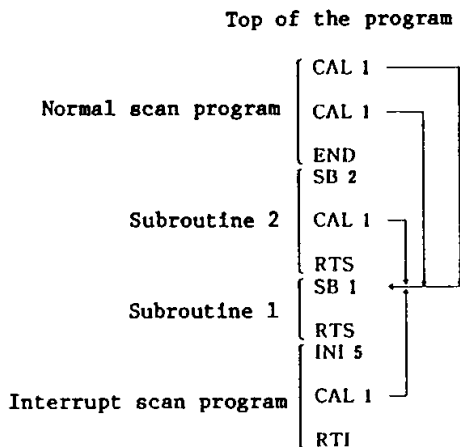 Top of the program
CAL 1
Normal scan program CAL 1
END
SB 2
Subroutine 2 CAL 1
RTS
SB 1
Subroutine 1
RTS
INI 5
Interrupt scan program CAL 1
RTI